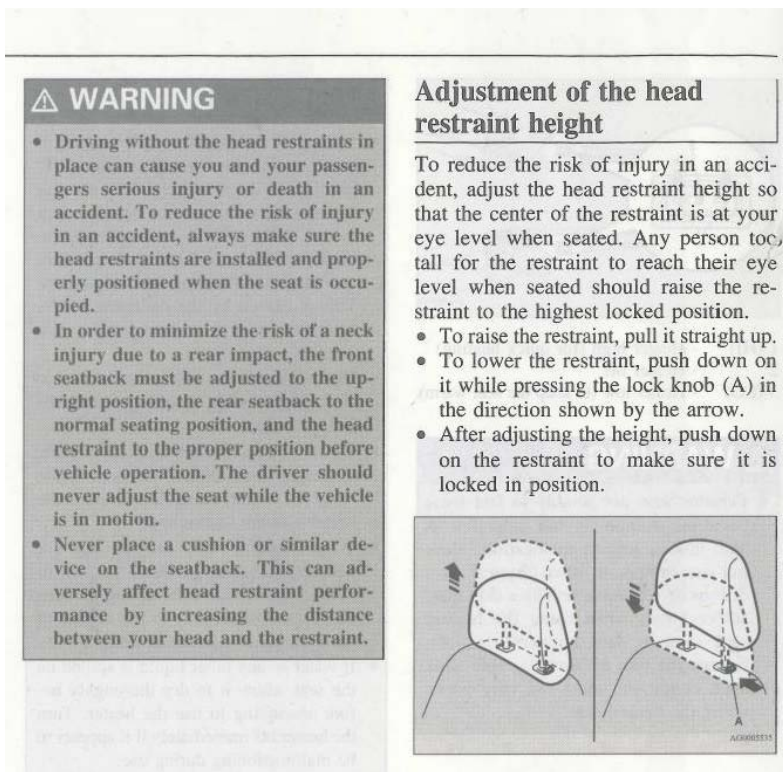 WARNING
• Driving without the head restraints in
place can cause you and your passen-
gers serious injury or death in an
accident. To reduce the risk of injury
in an accident, always make sure the
head restraints are installed and prop-
erly positioned when the seat is occu-
pied.
• In order to minimize the risk of a neck
injury due to a rear impact, the front
seatback must be adjusted to the up-
right position, the rear seatback to the
normal seating position, and the head
restraint to the proper position before
vehicle operation. The driver should
never adjust the seat while the vehicle
is in motion.
• Never place a cushion or similar de-
vice on the seatback. This can ad-
versely affect head restraint perfor-
mance by increasing the distance
between your head and the restraint.
Adjustment of the head
restraint height
To reduce the risk of injury in an acci-
dent, adjust the head restraint height so
that the center of the restraint is at your
eye level when seated. Any person too
tall for the restraint to reach their eye
level when seated should raise the re-
straint to the highest locked position.
• To raise the restraint, pull it straight up.
• To lower the restraint, push down on
it while pressing the lock knob (A) in
the direction shown by the arrow.
• After adjusting the height, push down
on the restraint to make sure it is
locked in position.
A